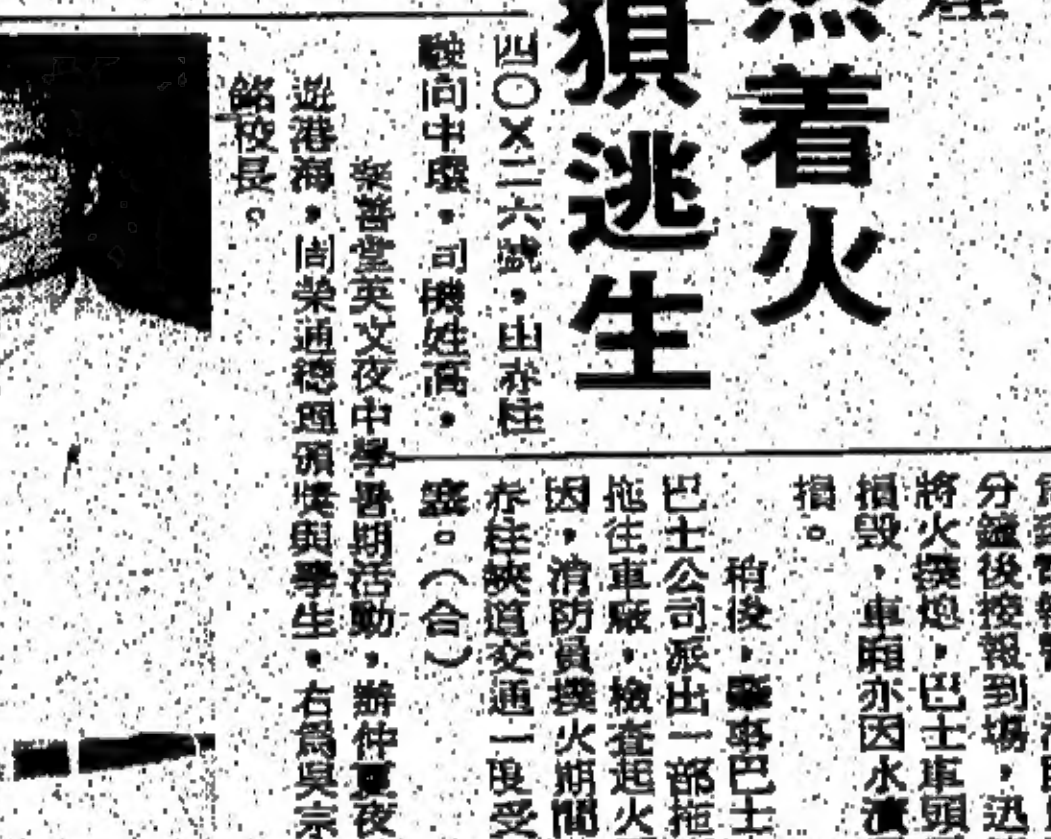 着火
狽逃生
四〇X二六號，由赤柱
駛向中環，司機姓高，
分鐘後接報到場，迅
將火撲熄，巴士車頭
損毀，車廂亦因水漬
損。
稍後，肇事巴士
巴士公司派出一部拖
拖往車廠，檢查起火
因，消防員撲火期間
赤柱峽道交通一度受
塞。（合）
樂善堂英文夜中學暑期活動，辦仲夏夜
遊港海，周榮通德理頒獎與學生，右為吳宗
銘校長。